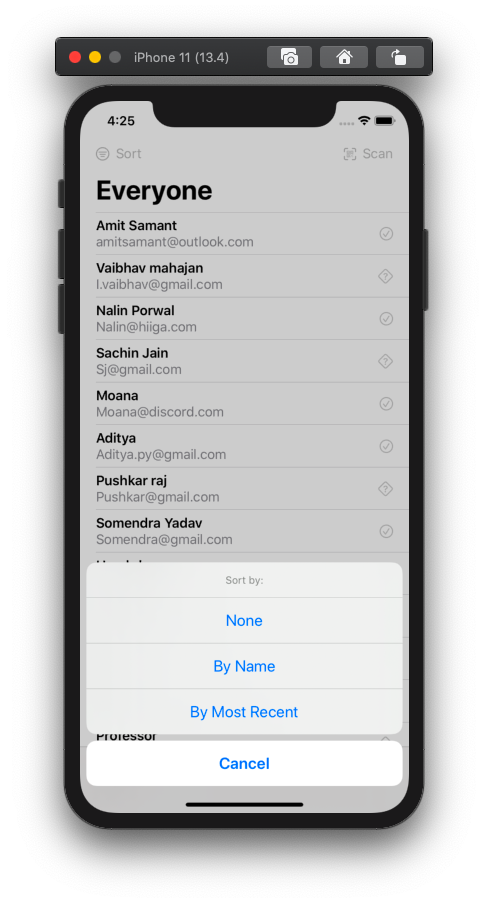 iPhone 11 (13.4)
4:25
Sort
Scan
Everyone
Amit Samant
amitsamant@outlook.com
Vaibhav mahajan
I.vaibhav@gmail.com
Nalin Porwal
Nalin@hiiga.com
Sachin Jain
Sj@gmail.com
Moana
Moana@discord.com
Aditya
Aditya.py@gmail.com
Pushkar raj
Pushkar@gmail.com
Somendra Yadav
Somendra@gmail.com
Sort by:
None
By Name
By Most Recent
Professor
Cancel